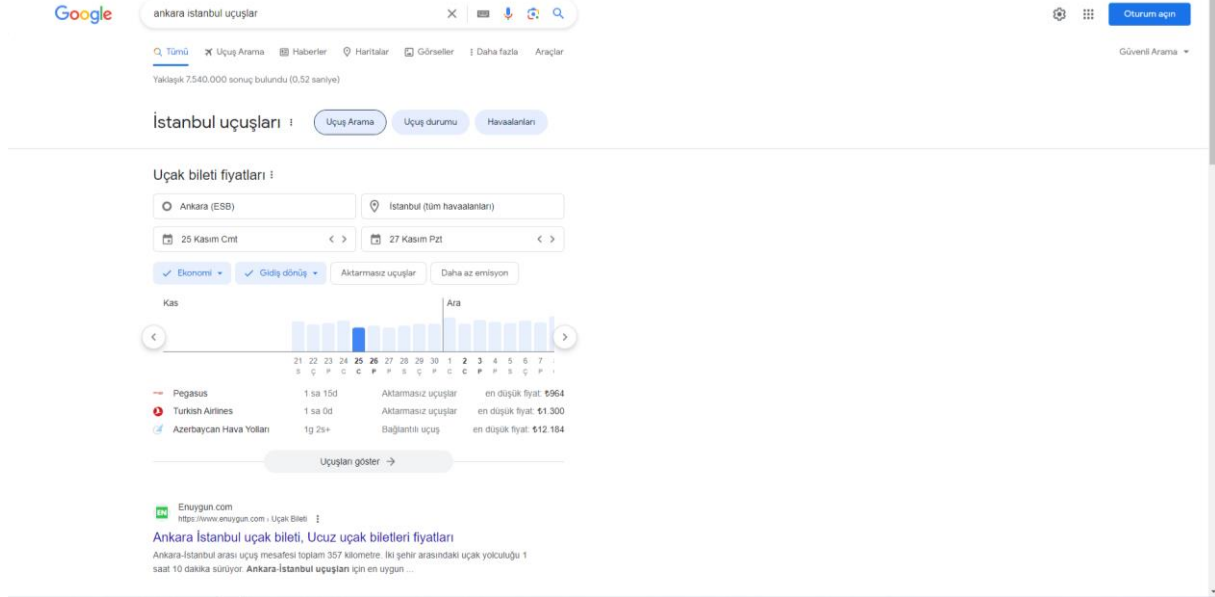 Google
ankara istanbul uçuşlar
Oturum açın
Tümü Uçuş Arama Haberler Haritalar Görseller Daha fazla Araçlar
Güvenli Arama
Yaklaşık 7.540.000 sonuç bulundu (0,52 saniye)
İstanbul uçuşları Uçuş Arama Uçuş durumu Havaalanları
Uçak bileti fiyatları
Ankara (ESB) İstanbul (tüm havaalanları)
25 Kasım Cmt 27 Kasım Pzt
Ekonomi Gidiş dönüş Aktarmasız uçuşlar Daha az emisyon
Kas Ara
21 22 23 24 25 26 27 28 29 30 1 2 3 4 5 6 7
S Ç P C C P P S Ç P C C P P S Ç P
Pegasus 1 sa 15d Aktarmasız uçuşlar en düşük fiyat: ₺964
Turkish Airlines 1 sa 0d Aktarmasız uçuşlar en düşük fiyat: ₺1.300
Azerbaycan Hava Yolları 1g 2s+ Bağlantılı uçuş en düşük fiyat: ₺12.184
Uçuşları göster →
EN Enuygun.com
https://www.enuygun.com › Uçak Bileti
Ankara İstanbul uçak bileti, Ucuz uçak biletleri fiyatları
Ankara-İstanbul arası uçuş mesafesi toplam 357 kilometre. İki şehir arasındaki uçak yolculuğu 1
saat 10 dakika sürüyor. Ankara-İstanbul uçuşları için en uygun ...